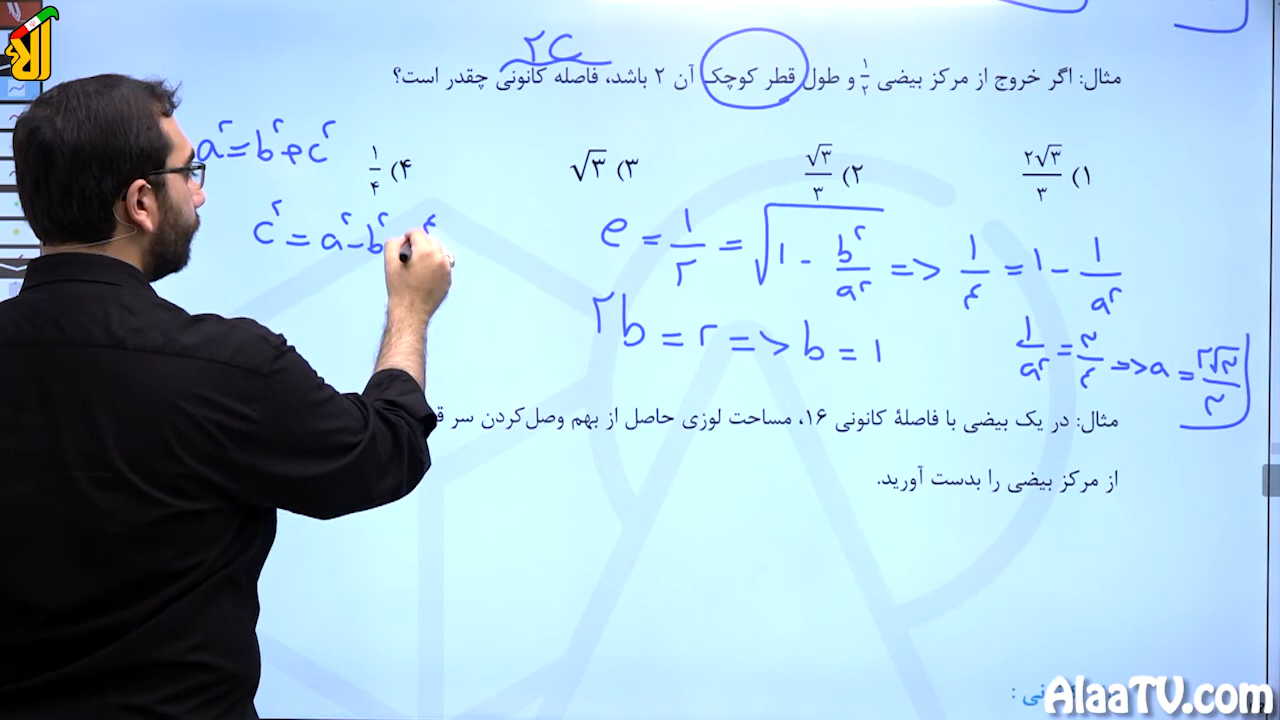 ۲C
مثال: اگر خروج از مرکز بیضی ۱/۲ و طول قطر کوچک آن ۲ باشد، فاصله کانونی چقدر است؟
۱) ۲√۳/۳
۲) √۳/۳
۳) √۳
۴) ۱/۴
a² = b² + c²
c² = a² - b²
e = ۱/۲ = √(۱ - b²/a²) => ۱/۴ = ۱ - ۱/a²
۲b = ۲ => b = ۱
۱/a² = ۳/۴ => a = ۲√۳/۳
مثال: در یک بیضی با فاصلهٔ کانونی ۱۶، مساحت لوزی حاصل از بهم وصل‌کردن سر
از مرکز بیضی را بدست آورید.
AlaaTV.com